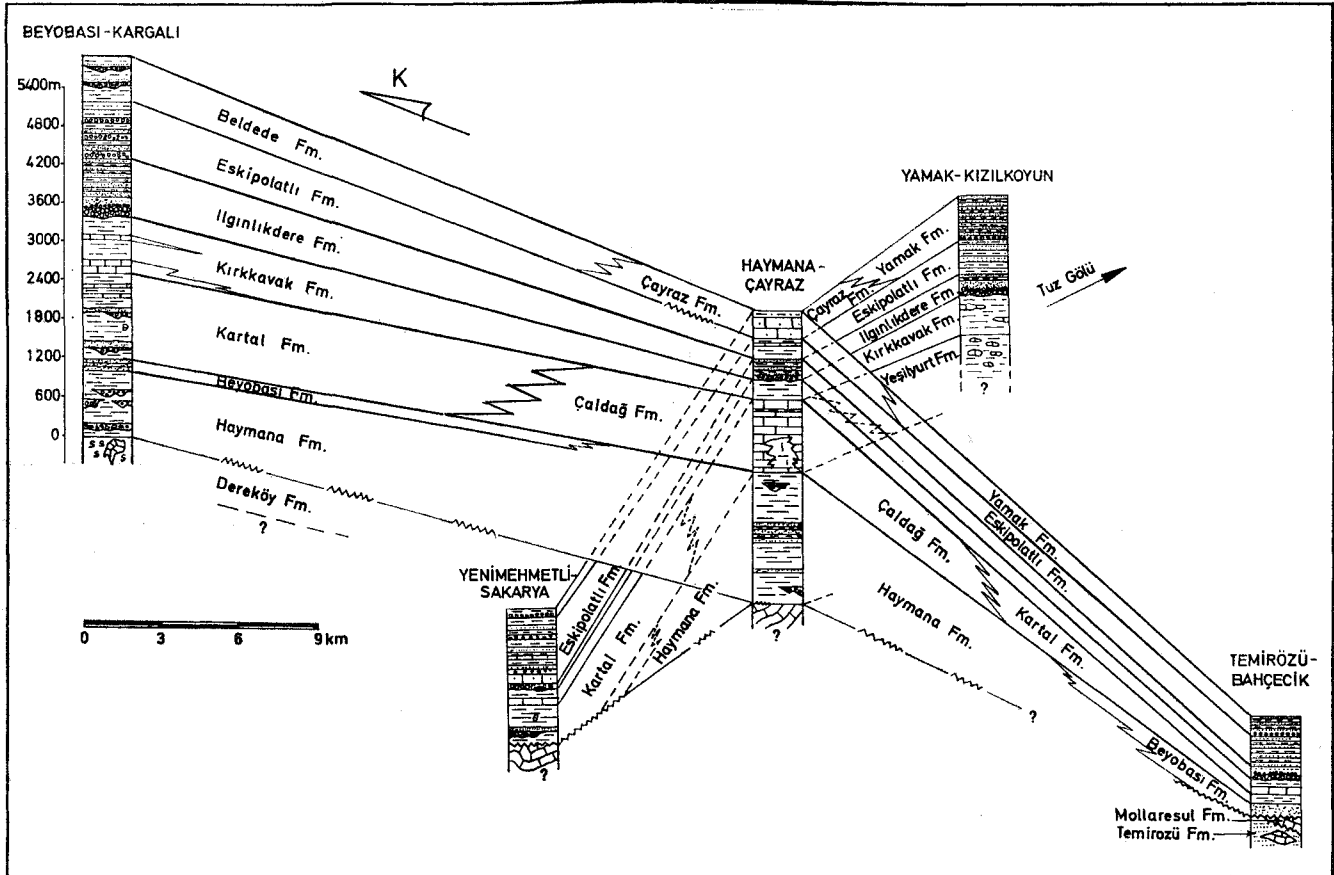 BEYOBASI-KARGALI
5400m
4800
4200
3600
3000
2400
1800
1200
600
0
K
Beldede Fm.
Eskipolatlı Fm.
Ilgınlıkdere Fm.
Kırkkavak Fm.
Kartal Fm.
Beyobası Fm.
Haymana Fm.
Dereköy Fm.
?
Çayraz Fm.
Çaldağ Fm.
0 3 6 9 km
YENİMEHMETLİ-
SAKARYA
Eskipolatlı Fm.
Kartal Fm.
Haymana Fm.
?
HAYMANA-
ÇAYRAZ
?
YAMAK-KIZILKOYUN
Çayraz Fm.
Yamak Fm.
Eskipolatlı Fm.
Ilgınlıkdere Fm.
Kırkkavak Fm.
Yeşilyurt Fm.
?
Tuz Gölü
Yamak Fm.
Eskipolatlı Fm.
Çaldağ Fm.
Kartal Fm.
Haymana Fm.
?
Beyobası Fm.
TEMİRÖZÜ-
BAHÇECİK
Mollaresul Fm.
Temirozü Fm.